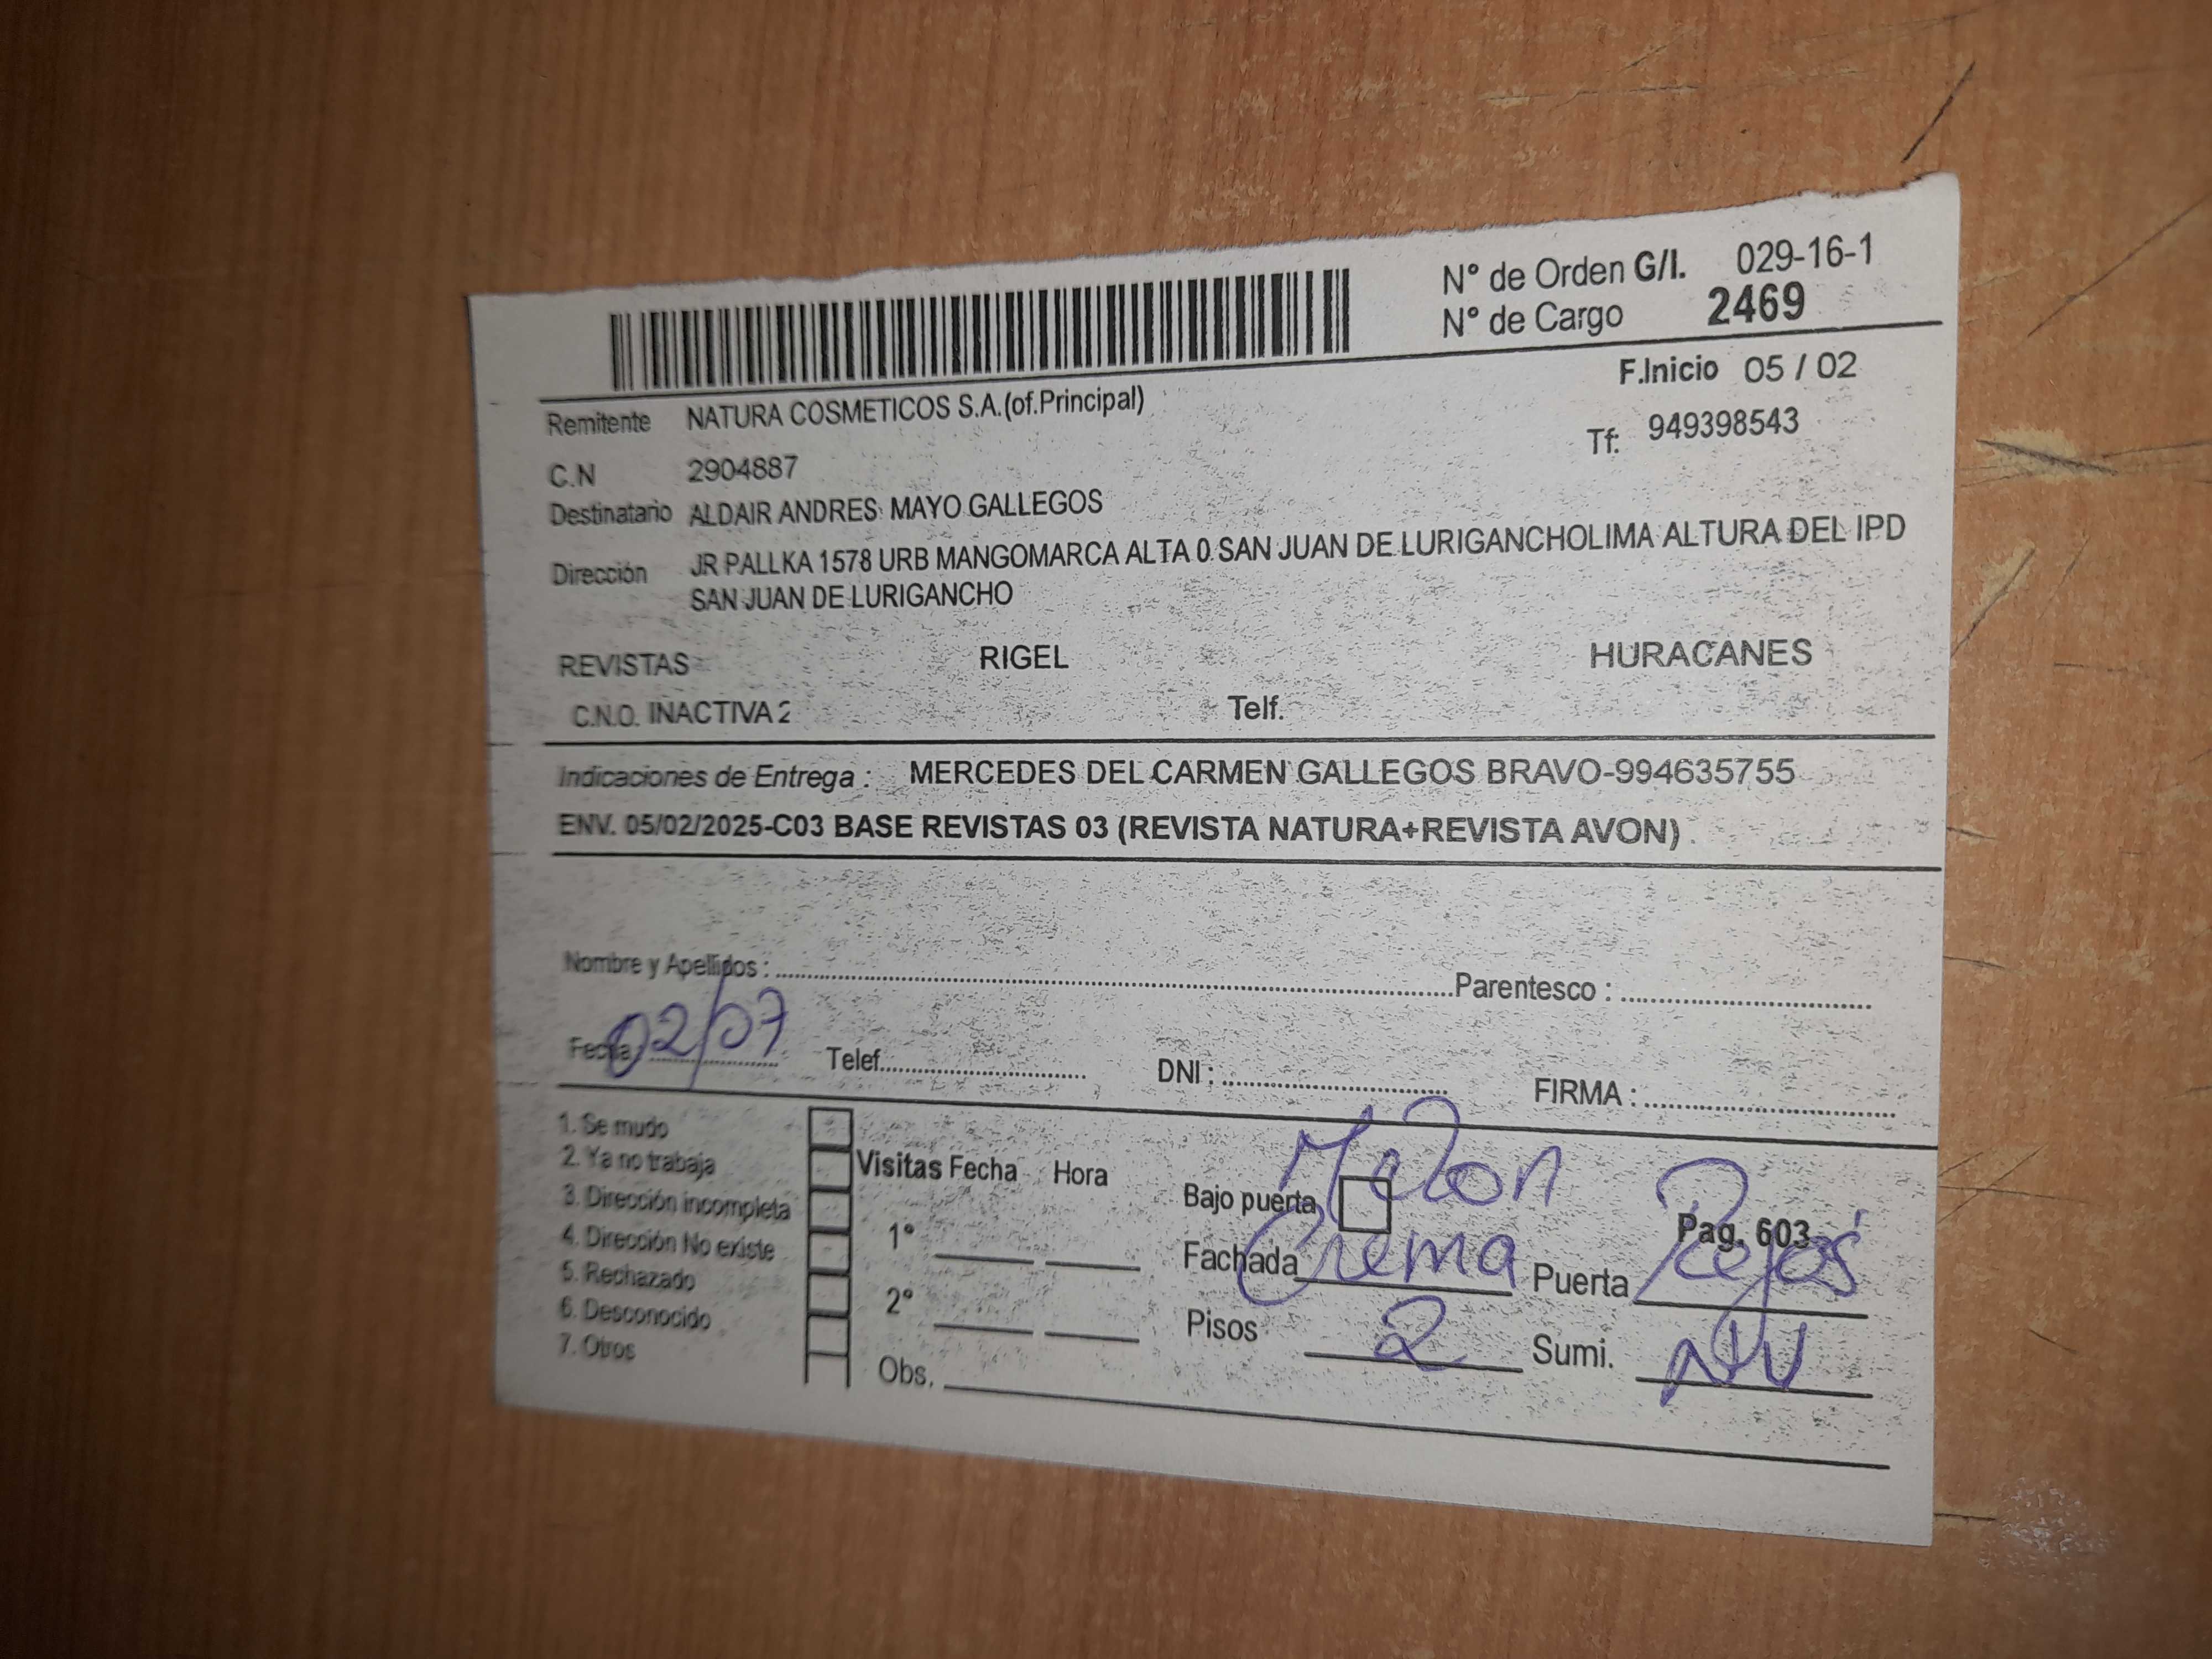 N° de Orden G/I. 029-16-1
N° de Cargo 2469
F.Inicio 05 / 02
Remitente NATURA COSMETICOS S.A.(of.Principal)
Tf: 949398543
C.N 2904887
Destinatario ALDAIR ANDRES MAYO GALLEGOS
Dirección JR PALLKA 1578 URB MANGOMARCA ALTA 0 SAN JUAN DE LURIGANCHOLIMA ALTURA DEL IPD
SAN JUAN DE LURIGANCHO
REVISTAS RIGEL HURACANES
C.N.O. INACTIVA 2 Telf.
Indicaciones de Entrega : MERCEDES DEL CARMEN GALLEGOS BRAVO-994635755
ENV. 05/02/2025-C03 BASE REVISTAS 03 (REVISTA NATURA+REVISTA AVON)
Nombre y Apellidos : Parentesco :
Fecha 02/07 Telef. DNI : FIRMA :
1. Se mudo
2. Ya no trabaja
3. Dirección incompleta
4. Dirección No existe
5. Rechazado
6. Desconocido
7. Otros
Visitas Fecha Hora
1°
2°
Obs.
Melon
Bajo puerta Pag. 603
Fachada Crema Puerta Rejas
Pisos 2 Sumi.